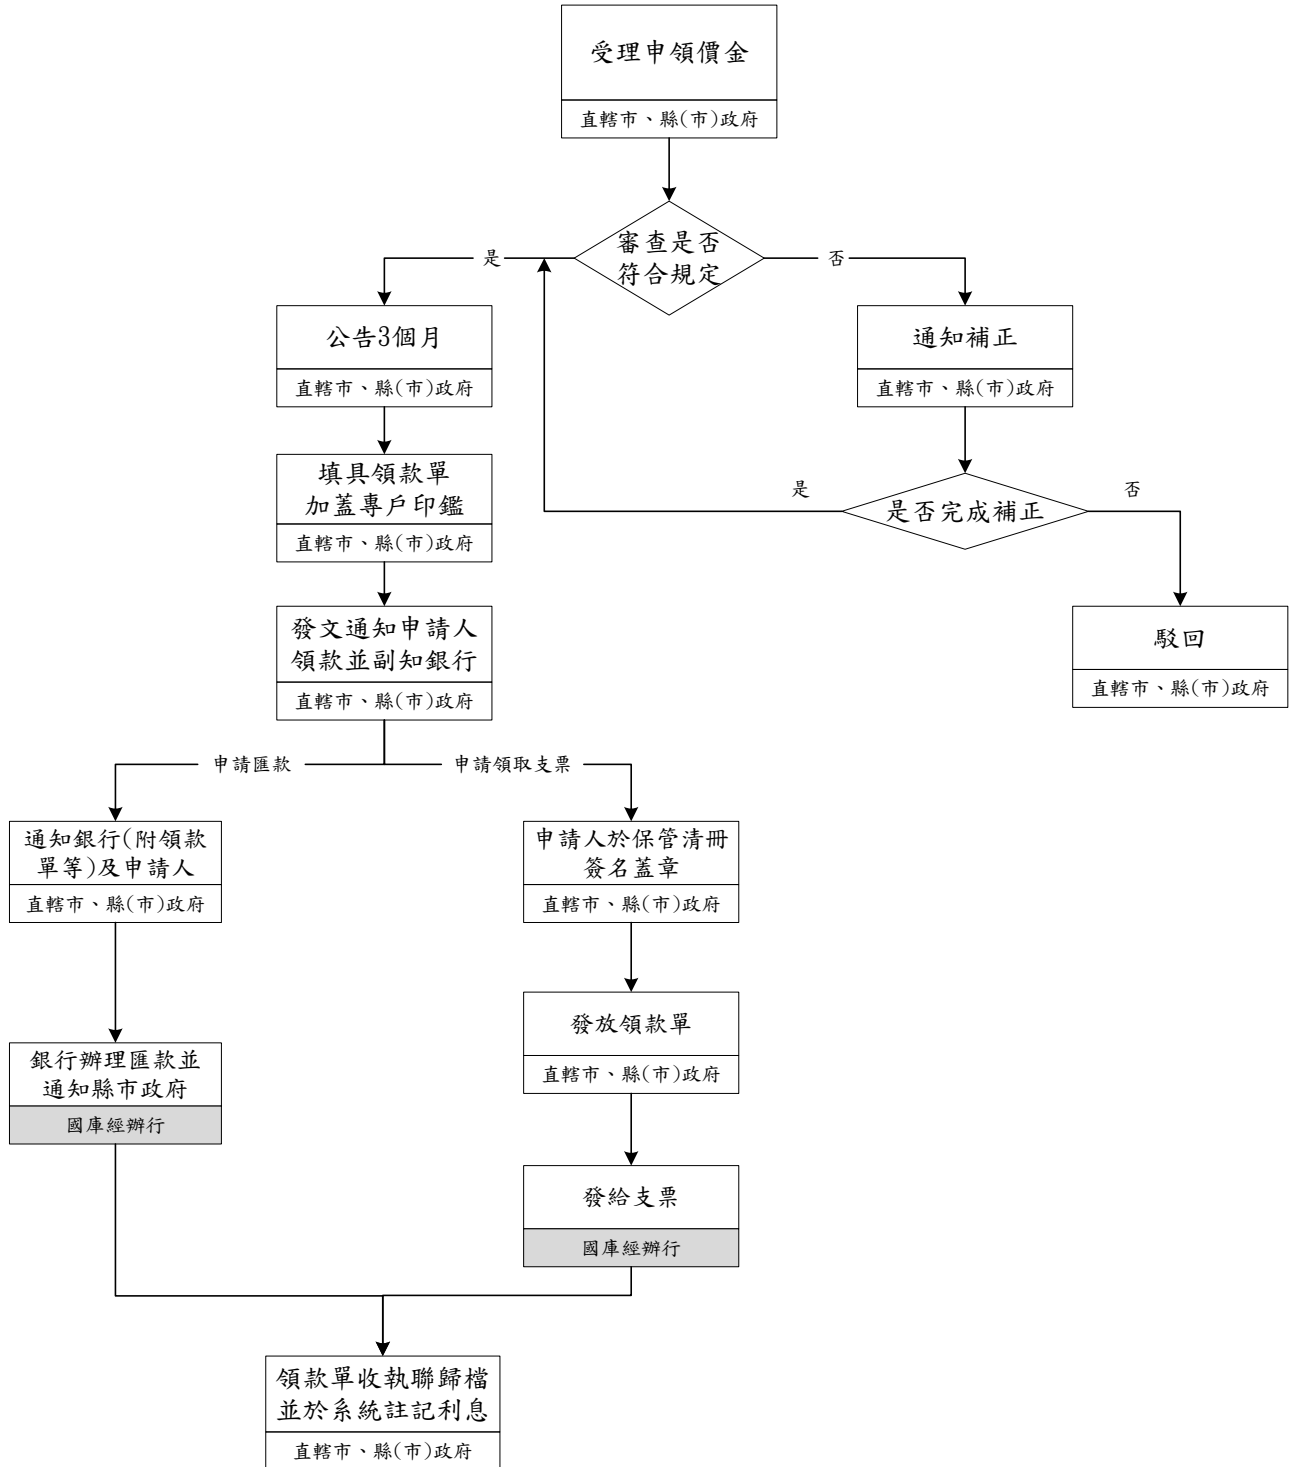 受理申領價金
直轄市、縣(市)政府
審查是否
符合規定
是
否
公告3個月
直轄市、縣(市)政府
通知補正
直轄市、縣(市)政府
填具領款單
加蓋專戶印鑑
直轄市、縣(市)政府
是
是否完成補正
否
發文通知申請人
領款並副知銀行
直轄市、縣(市)政府
駁回
直轄市、縣(市)政府
申請匯款
申請領取支票
通知銀行(附領款
單等)及申請人
直轄市、縣(市)政府
申請人於保管清冊
簽名蓋章
直轄市、縣(市)政府
發放領款單
直轄市、縣(市)政府
銀行辦理匯款並
通知縣市政府
國庫經辦行
發給支票
國庫經辦行
領款單收執聯歸檔
並於系統註記利息
直轄市、縣(市)政府